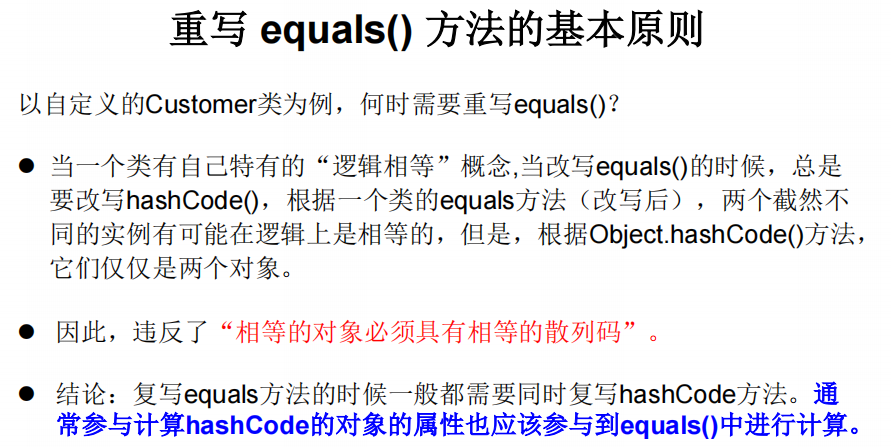 重写 equals() 方法的基本原则
以自定义的Customer类为例，何时需要重写equals()？
● 当一个类有自己特有的“逻辑相等”概念,当改写equals()的时候，总是
要改写hashCode()，根据一个类的equals方法（改写后），两个截然不
同的实例有可能在逻辑上是相等的，但是，根据Object.hashCode()方法，
它们仅仅是两个对象。
● 因此，违反了“相等的对象必须具有相等的散列码”。
● 结论：复写equals方法的时候一般都需要同时复写hashCode方法。通
常参与计算hashCode的对象的属性也应该参与到equals()中进行计算。